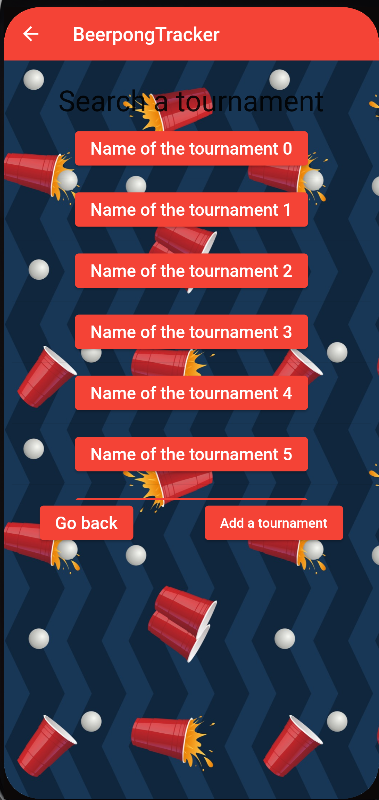 BeerpongTracker
Search a tournament
Name of the tournament 0
Name of the tournament 1
Name of the tournament 2
Name of the tournament 3
Name of the tournament 4
Name of the tournament 5
Go back
Add a tournament